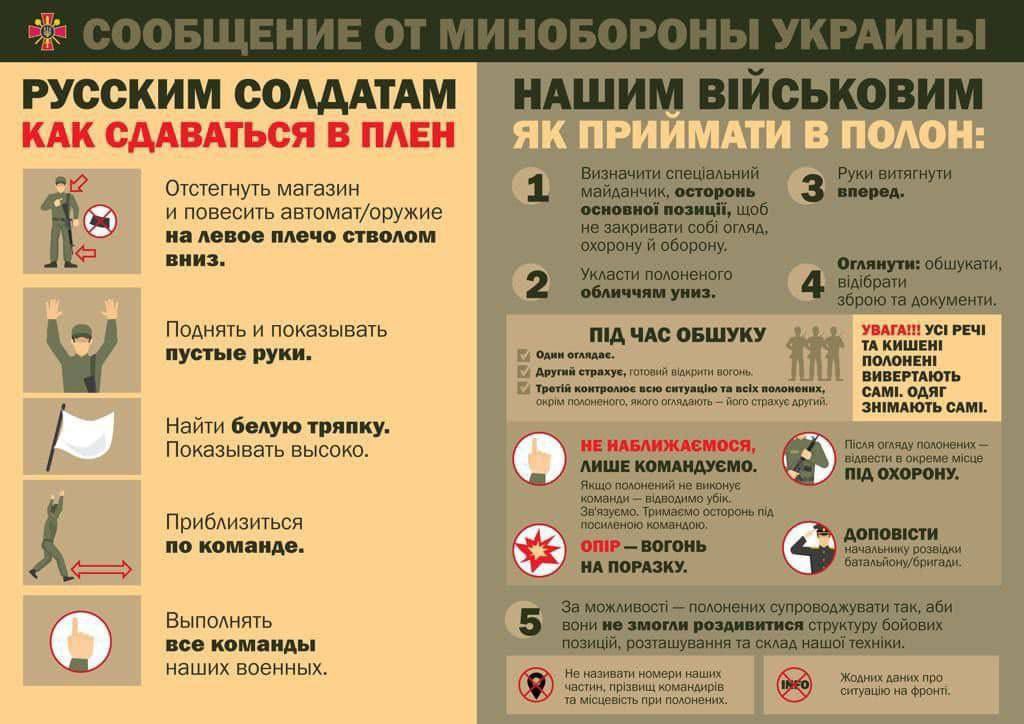 СООБЩЕНИЕ ОТ МИНОБОРОНЫ УКРАИНЫ
РУССКИМ СОЛДАТАМ
КАК СДАВАТЬСЯ В ПЛЕН
Отстегнуть магазин
и повесить автомат/оружие
на левое плечо стволом
вниз.
Поднять и показывать
пустые руки.
Найти белую тряпку.
Показывать высоко.
Приблизиться
по команде.
Выполнять
все команды
наших военных.
НАШИМ ВІЙСЬКОВИМ
ЯК ПРИЙМАТИ В ПОЛОН:
1
Визначити спеціальний
майданчик, осторонь
основної позиції, щоб
не закривати собі огляд,
охорону й оборону.
2
Укласти полоненого
обличчям униз.
3
Руки витягнути
вперед.
4
Оглянути: обшукати,
відібрати
зброю та документи.
ПІД ЧАС ОБШУКУ
Один оглядає.
Другий страхує, готовий відкрити вогонь.
Третій контролює всю ситуацію та всіх полонених,
окрім полоненого, якого оглядають — його страхує другий.
УВАГА!!! УСІ РЕЧІ
ТА КИШЕНІ
ПОЛОНЕНІ
ВИВЕРТАЮТЬ
САМІ. ОДЯГ
ЗНІМАЮТЬ САМІ.
НЕ НАБЛИЖАЄМОСЯ,
ЛИШЕ КОМАНДУЄМО.
Якщо полонений не виконує
команди — відводимо убік.
Зв'язуємо. Тримаємо осторонь під
посиленою командою.
ОПІР — ВОГОНЬ
НА ПОРАЗКУ.
Після огляду полонених —
відвести в окреме місце
ПІД ОХОРОНУ.
ДОПОВІСТИ
начальнику розвідки
батальйону/бригади.
5
За можливості — полонених супроводжувати так, аби
вони не змогли роздивитися структуру бойових
позицій, розташування та склад нашої техніки.
Не називати номери наших
частин, прізвищ командирів
та місцевість при полонених.
INFO
Жодних даних про
ситуацію на фронті.